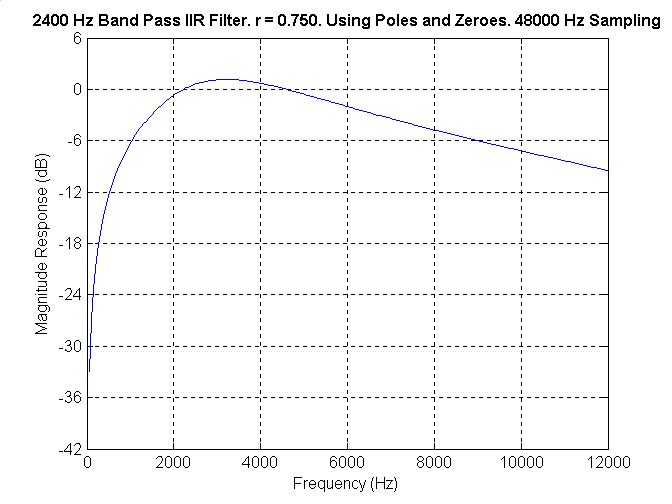 2400 Hz Band Pass IIR Filter. r = 0.750. Using Poles and Zeroes. 48000 Hz Sampling
6
0
-6
-12
-18
-24
-30
-36
-42
Magnitude Response (dB)
0 2000 4000 6000 8000 10000 12000
Frequency (Hz)